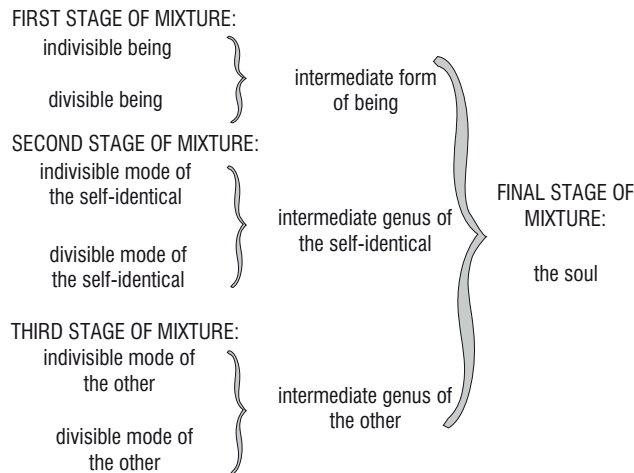 FIRST STAGE OF MIXTURE:
indivisible being
divisible being
intermediate form
of being
SECOND STAGE OF MIXTURE:
indivisible mode of
the self-identical
divisible mode of
the self-identical
intermediate genus of
the self-identical
THIRD STAGE OF MIXTURE:
indivisible mode of
the other
divisible mode of
the other
intermediate genus of
the other
FINAL STAGE OF
MIXTURE:
the soul